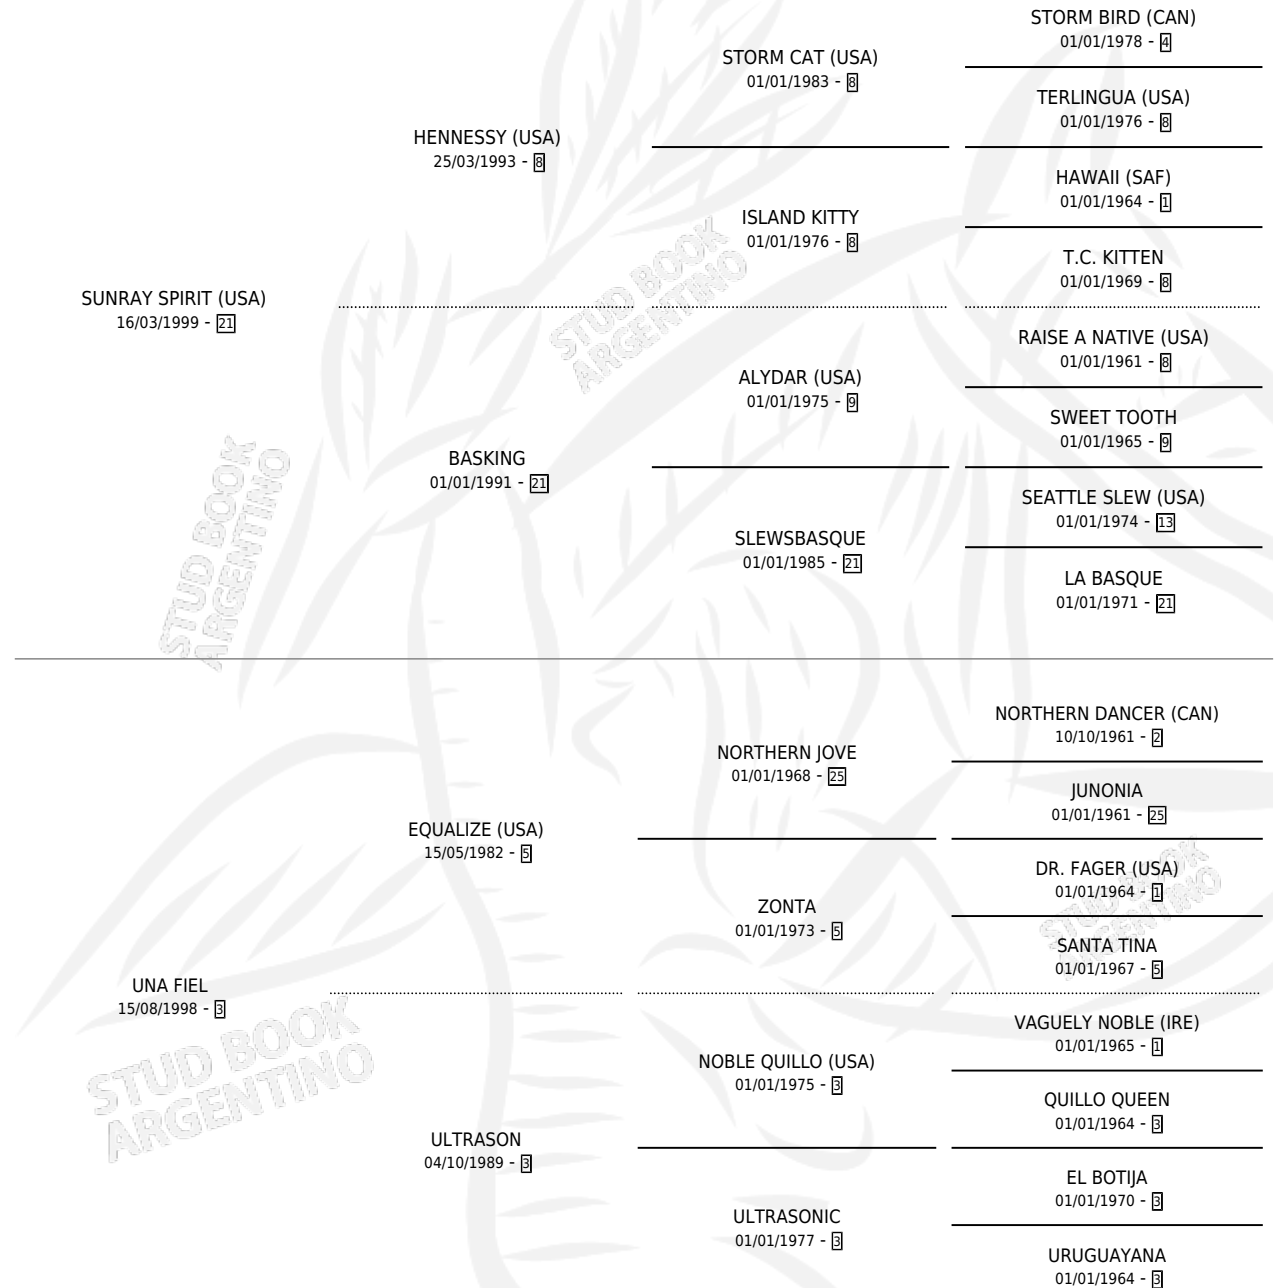 STORM BIRD (CAN)
01/01/1978 - 4
STORM CAT (USA)
01/01/1983 - 8
TERLINGUA (USA)
01/01/1976 - 8
HENNESSY (USA)
25/03/1993 - 8
HAWAII (SAF)
01/01/1964 - 1
ISLAND KITTY
01/01/1976 - 8
T.C. KITTEN
01/01/1969 - 8
SUNRAY SPIRIT (USA)
16/03/1999 - 21
RAISE A NATIVE (USA)
01/01/1961 - 8
ALYDAR (USA)
01/01/1975 - 9
SWEET TOOTH
01/01/1965 - 9
BASKING
01/01/1991 - 21
SEATTLE SLEW (USA)
01/01/1974 - 13
SLEWSBASQUE
01/01/1985 - 21
LA BASQUE
01/01/1971 - 21
NORTHERN DANCER (CAN)
10/10/1961 - 2
NORTHERN JOVE
01/01/1968 - 25
JUNONIA
01/01/1961 - 25
EQUALIZE (USA)
15/05/1982 - 5
DR. FAGER (USA)
01/01/1964 - 1
ZONTA
01/01/1973 - 5
SANTA TINA
01/01/1967 - 5
UNA FIEL
15/08/1998 - 3
VAGUELY NOBLE (IRE)
01/01/1965 - 1
NOBLE QUILLO (USA)
01/01/1975 - 3
QUILLO QUEEN
01/01/1964 - 3
ULTRASON
04/10/1989 - 3
EL BOTIJA
01/01/1970 - 3
ULTRASONIC
01/01/1977 - 3
URUGUAYANA
01/01/1964 - 3
STUD BOOK
ARGENTINO
STUD BOOK
ARGENTINO
STUD BOOK
ARGENTINO
STUD BOOK
ARGENTINO